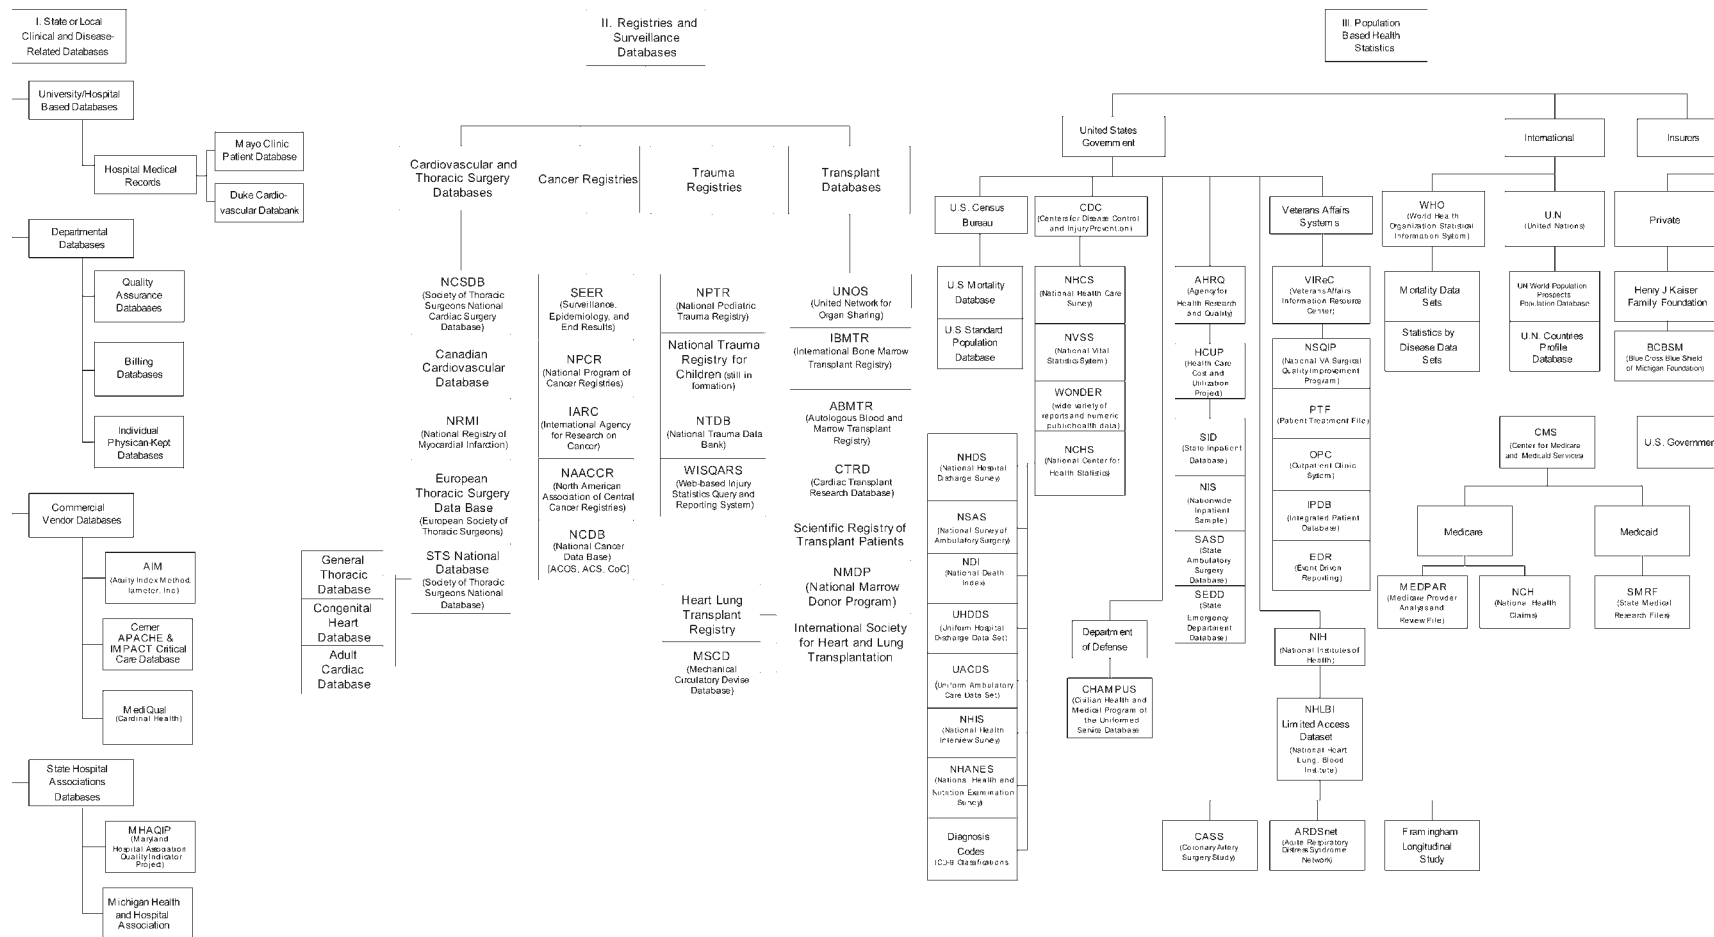 I. State or Local
Clinical and Disease-
Related Databases
University/Hospital
Based Databases
Hospital Medical
Records
Mayo Clinic
Patient Database
Duke Cardio-
vascular Databank
Departmental
Databases
Quality
Assurance
Databases
Billing
Databases
Individual
Physican-Kept
Databases
Commercial
Vendor Databases
AIM
(Acuity Index Method,
Iameter, Inc)
Cerner
APACHE &
IMPACT Critical
Care Database
MediQual
(Cardinal Health)
State Hospital
Associations
Databases
MHAQIP
(Maryland
Hospital Association
Quality Indicator
Project)
Michigan Health
and Hospital
Association
II. Registries and
Surveillance
Databases
Cardiovascular and
Thoracic Surgery
Databases
NCSDB
(Society of Thoracic
Surgeons National
Cardiac Surgery
Database)
Canadian
Cardiovascular
Database
NRMI
(National Registry of
Myocardial Infarction)
European
Thoracic Surgery
Data Base
(European Society of
Thoracic Surgeons)
STS National
Database
(Society of Thoracic
Surgeons National
Database)
General
Thoracic
Database
Congenital
Heart
Database
Adult
Cardiac
Database
Cancer Registries
SEER
(Surveillance,
Epidemiology, and
End Results)
NPCR
(National Program of
Cancer Registries)
IARC
(International Agency
for Research on
Cancer)
NAACCR
(North American
Association of Central
Cancer Registries)
NCDB
(National Cancer
Data Base)
[ACOS, ACS, CoC]
Trauma
Registries
NPTR
(National Pediatric
Trauma Registry)
National Trauma
Registry for
Children (still in
formation)
NTDB
(National Trauma Data
Bank)
WISQARS
(Web-based Injury
Statistics Query and
Reporting System)
Transplant
Databases
UNOS
(United Network for
Organ Sharing)
IBMTR
(International Bone Marrow
Transplant Registry)
ABMTR
(Autologous Blood and
Marrow Transplant
Registry)
CTRD
(Cardiac Transplant
Research Database)
Scientific Registry of
Transplant Patients
NMDP
(National Marrow
Donor Program)
International Society
for Heart and Lung
Transplantation
Heart Lung
Transplant
Registry
MSCD
(Mechanical
Circulatory Devise
Database)
III. Population
Based Health
Statistics
United States
Government
U.S. Census
Bureau
U.S Mortality
Database
U.S Standard
Population
Database
CDC
(Centers for Disease Control
and Injury Prevention)
NHCS
(National Health Care
Survey)
NVSS
(National Vital
Statistics System)
WONDER
(wide variety of
reports and numeric
public health data)
NCHS
(National Center for
Health Statistics)
NHDS
(National Hospital
Discharge Survey)
NSAS
(National Survey of
Ambulatory Surgery)
NDI
(National Death
Index)
UHDDS
(Uniform Hospital
Discharge Data Set)
UACDS
(Uniform Ambulatory
Care Data Set)
NHIS
(National Health
Interview Survey)
NHANES
(National Health and
Nutrition Examination
Survey)
Diagnosis
Codes
ICD-9 Classifications
Department
of Defense
CHAMPUS
(Civilian Health and
Medical Program of
the Uniformed
Service Database
AHRQ
(Agency for
Health Research
and Quality)
HCUP
(Health Care
Cost and
Utilization
Project)
SID
(State Inpatient
Database)
NIS
(Nationwide
Inpatient
Sample)
SASD
(State
Ambulatory
Surgery
Database)
SEDD
(State
Emergency
Department
Database)
Veterans Affairs
Systems
VIReC
(Veterans Affairs
Information Resource
Center)
NSQIP
(National VA Surgical
Quality Improvement
Program)
PTF
(Patient Treatment File)
OPC
(Outpatient Clinic
System)
IPDB
(Integrated Patient
Database)
EDR
(Event Driven
Reporting)
NIH
(National Institutes of
Health)
NHLBI
Limited Access
Dataset
(National Heart
Lung, Blood
Institute)
CASS
(Coronary Artery
Surgery Study)
ARDSnet
(Acute Respiratory
Distress Syndrome
Network)
Framingham
Longitudinal
Study
International
WHO
(World Health
Organization Statistical
Information System)
Mortality Data
Sets
Statistics by
Disease Data
Sets
U.N
(United Nations)
UN World Population
Prospects
Population Database
U.N. Countries
Profile
Database
Insurers
Private
Henry J Kaiser
Family Foundation
BCBSM
(Blue Cross Blue Shield
of Michigan Foundation)
U.S. Governmen
CMS
(Center for Medicare
and Medicaid Services)
Medicare
MEDPAR
(Medicare Provider
Analysis and
Review File)
NCH
(National Health
Claims)
Medicaid
SMRF
(State Medical
Research Files)